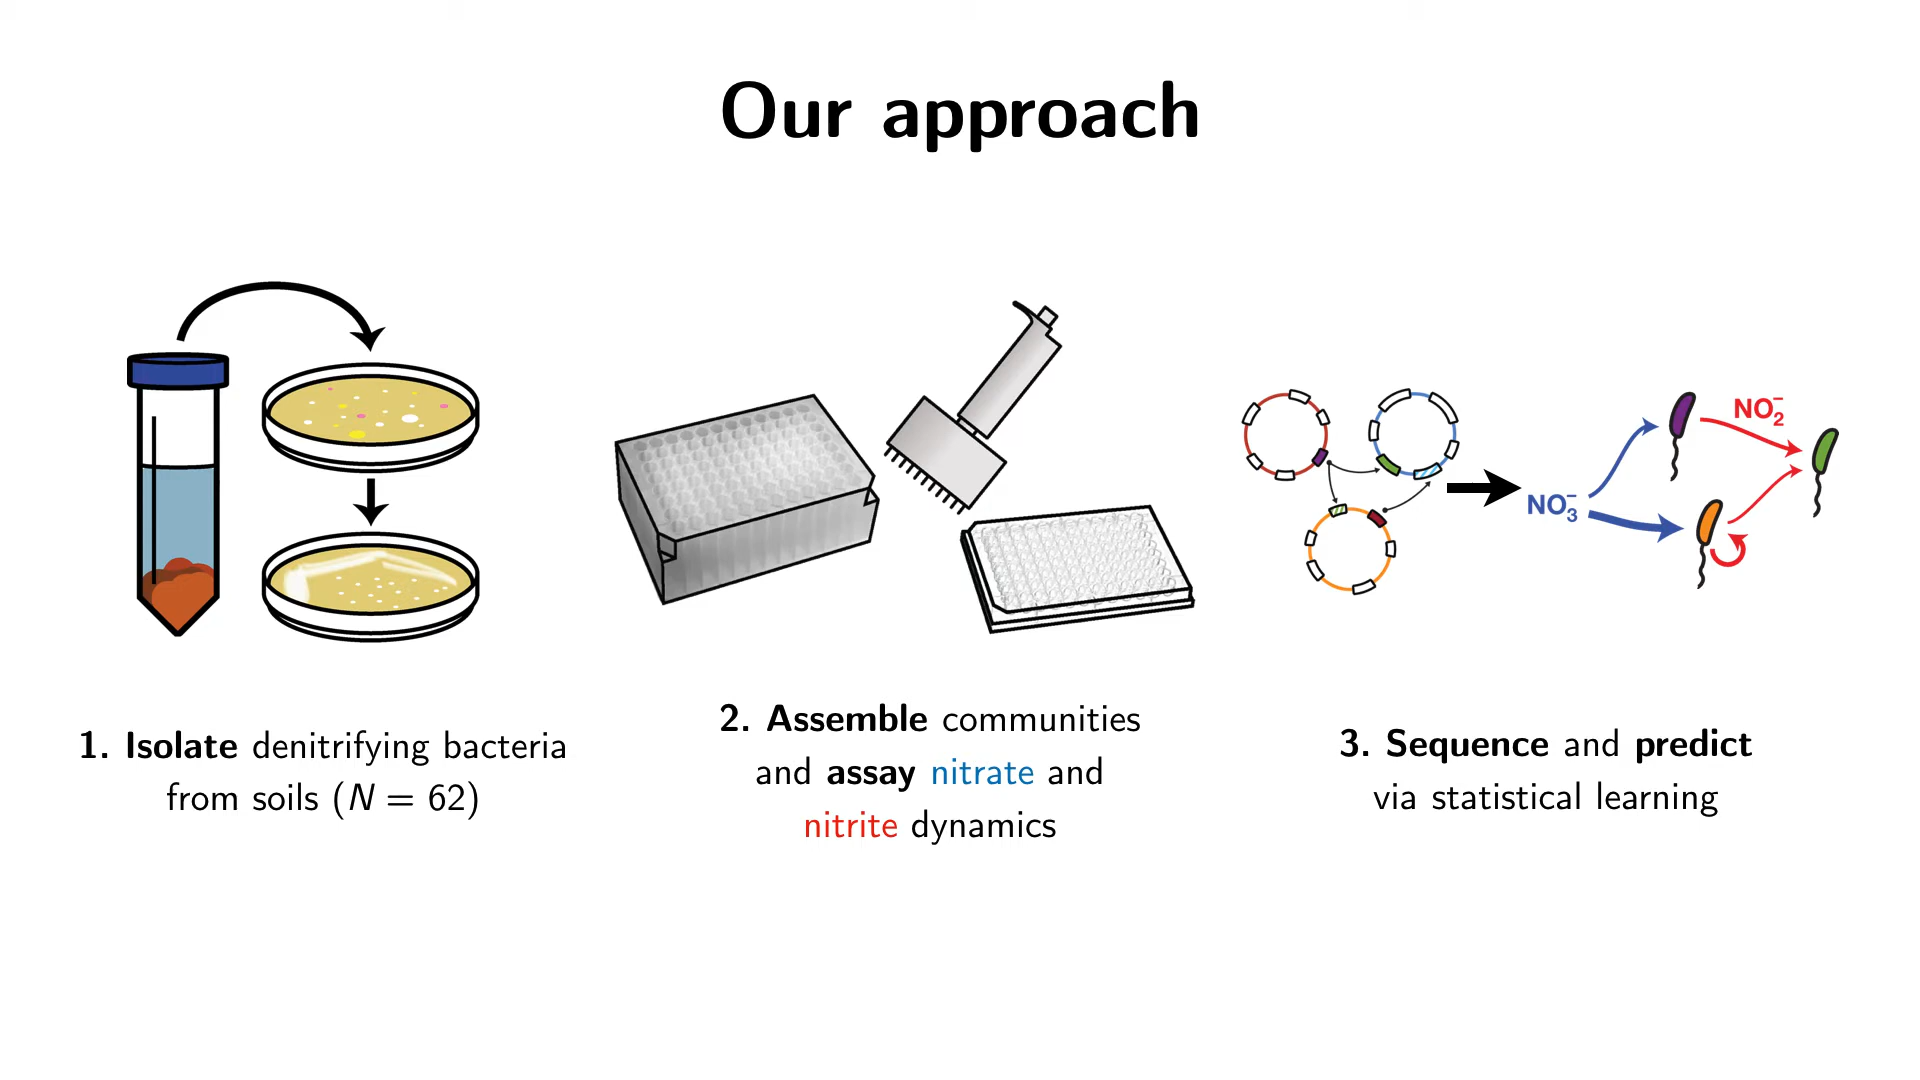 Our approach
1. Isolate denitrifying bacteria
from soils (N = 62)
2. Assemble communities
and assay nitrate and
nitrite dynamics
NO₃⁻
NO₂⁻
3. Sequence and predict
via statistical learning